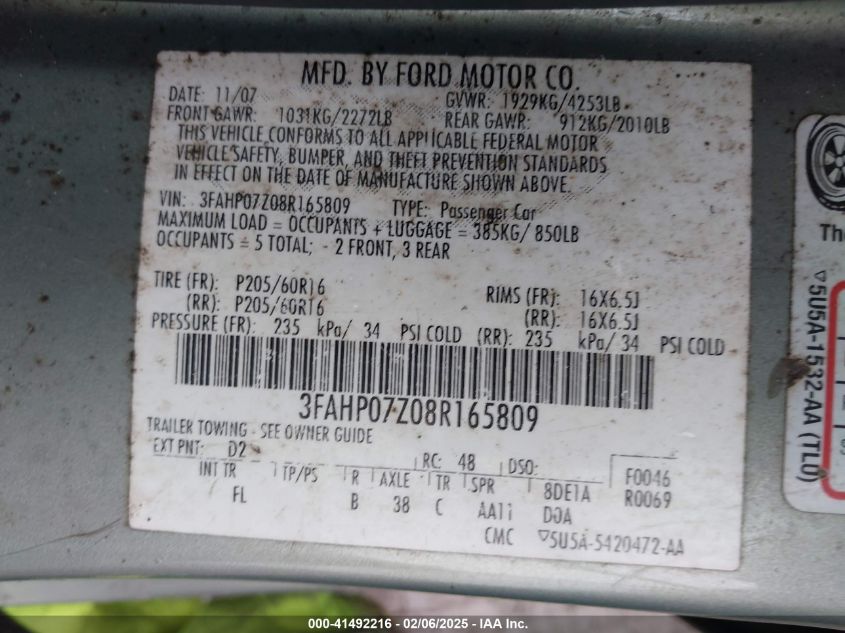 MFD. BY FORD MOTOR CO.
DATE: 11/07 GVWR: 1929KG/4253LB
FRONT GAWR: 1031KG/2272LB REAR GAWR: 912KG/2010LB
THIS VEHICLE CONFORMS TO ALL APPLICABLE FEDERAL MOTOR
VEHICLE SAFETY, BUMPER, AND THEFT PREVENTION STANDARDS
IN EFFECT ON THE DATE OF MANUFACTURE SHOWN ABOVE.
VIN: 3FAHP07Z08R165809 TYPE: Passenger Car
MAXIMUM LOAD = OCCUPANTS + LUGGAGE = 385KG/ 850LB
OCCUPANTS = 5 TOTAL; - 2 FRONT, 3 REAR
TIRE (FR): P205/60R16 RIMS (FR): 16X6.5J
(RR): P205/60R16 (RR): 16X6.5J
PRESSURE (FR): 235 kPa/ 34 PSI COLD (RR): 235 kPa/ 34 PSI COLD
3FAHP07Z08R165809
TRAILER TOWING - SEE OWNER GUIDE
EXT PNT: D2 RC: 48 DSO: F0046
INT TR TP/PS R AXLE TR SPR 8DE1A R0069
FL B 38 C AA11 D0A
CMC ▽5U5A-5420472-AA
The
▽5U5A-1532-AA (TL0)
000-41492216 - 02/06/2025 - IAA Inc.